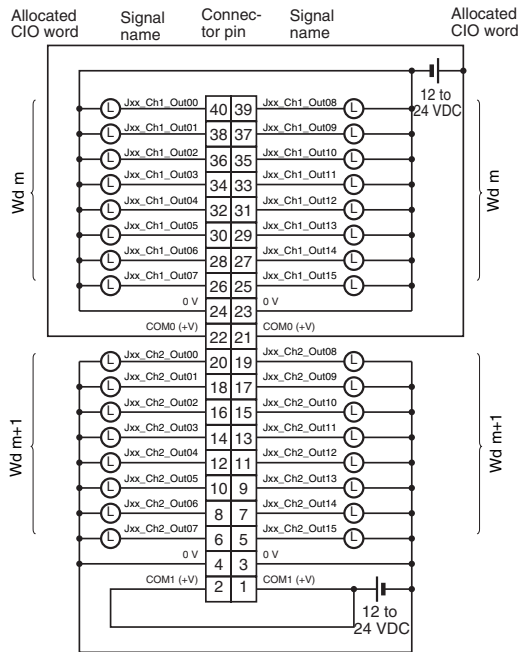 Allocated
CIO word
Signal
name
Connec-
tor pin
Signal
name
Allocated
CIO word
12 to
24 VDC
Wd m
Wd m
L Jxx_Ch1_Out00 40 39 Jxx_Ch1_Out08 L
L Jxx_Ch1_Out01 38 37 Jxx_Ch1_Out09 L
L Jxx_Ch1_Out02 36 35 Jxx_Ch1_Out10 L
L Jxx_Ch1_Out03 34 33 Jxx_Ch1_Out11 L
L Jxx_Ch1_Out04 32 31 Jxx_Ch1_Out12 L
L Jxx_Ch1_Out05 30 29 Jxx_Ch1_Out13 L
L Jxx_Ch1_Out06 28 27 Jxx_Ch1_Out14 L
L Jxx_Ch1_Out07 26 25 Jxx_Ch1_Out15 L
0 V 24 23 0 V
COM0 (+V) 22 21 COM0 (+V)
Wd m+1
Wd m+1
L Jxx_Ch2_Out00 20 19 Jxx_Ch2_Out08 L
L Jxx_Ch2_Out01 18 17 Jxx_Ch2_Out09 L
L Jxx_Ch2_Out02 16 15 Jxx_Ch2_Out10 L
L Jxx_Ch2_Out03 14 13 Jxx_Ch2_Out11 L
L Jxx_Ch2_Out04 12 11 Jxx_Ch2_Out12 L
L Jxx_Ch2_Out05 10 9 Jxx_Ch2_Out13 L
L Jxx_Ch2_Out06 8 7 Jxx_Ch2_Out14 L
L Jxx_Ch2_Out07 6 5 Jxx_Ch2_Out15 L
0 V 4 3 0 V
COM1 (+V) 2 1 COM1 (+V)
12 to
24 VDC